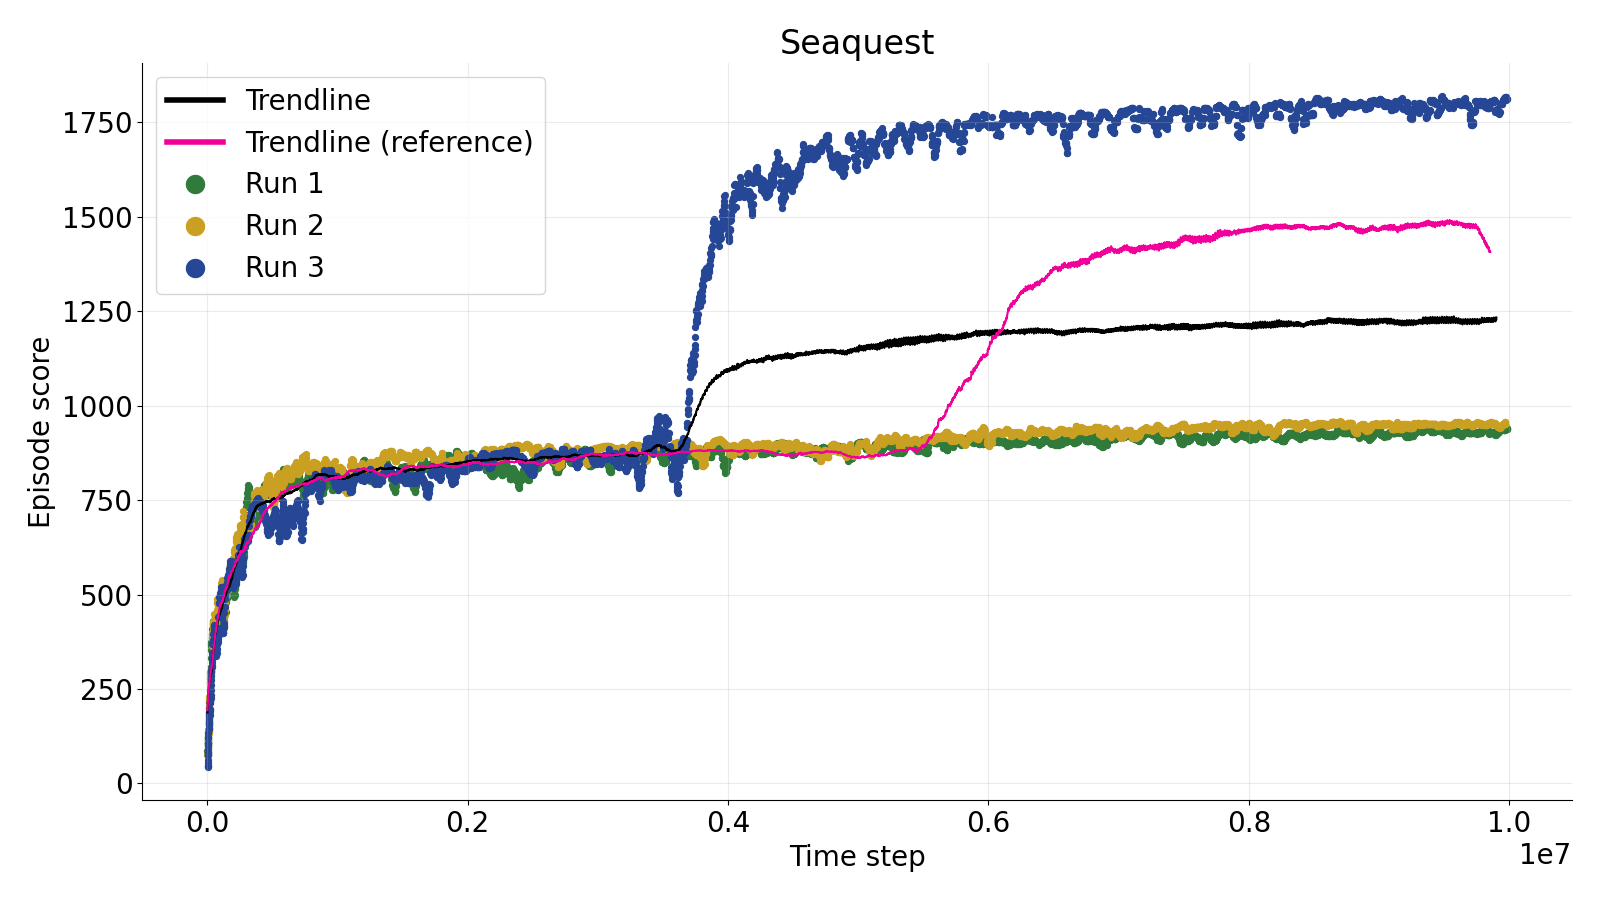 Seaquest
Trendline
Trendline (reference)
Run 1
Run 2
Run 3
Episode score
1750
1500
1250
1000
750
500
250
0
0.0 0.2 0.4 0.6 0.8 1.0
1e7
Time step